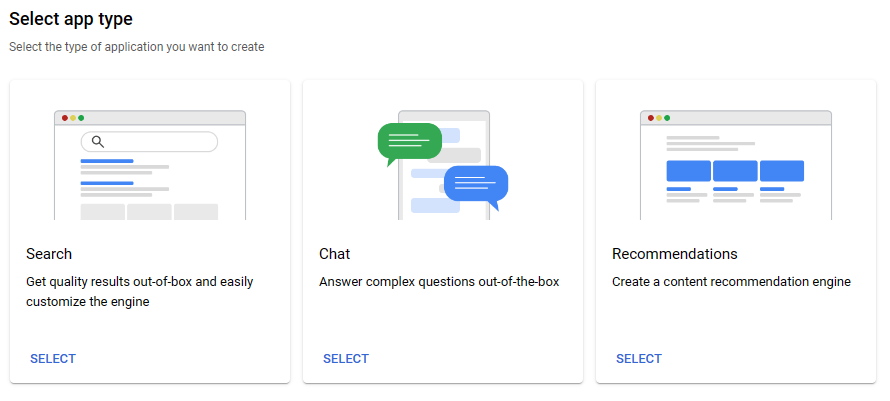 Select app type
Select the type of application you want to create
Search
Get quality results out-of-box and easily
customize the engine
SELECT
Chat
Answer complex questions out-of-the-box
SELECT
Recommendations
Create a content recommendation engine
SELECT